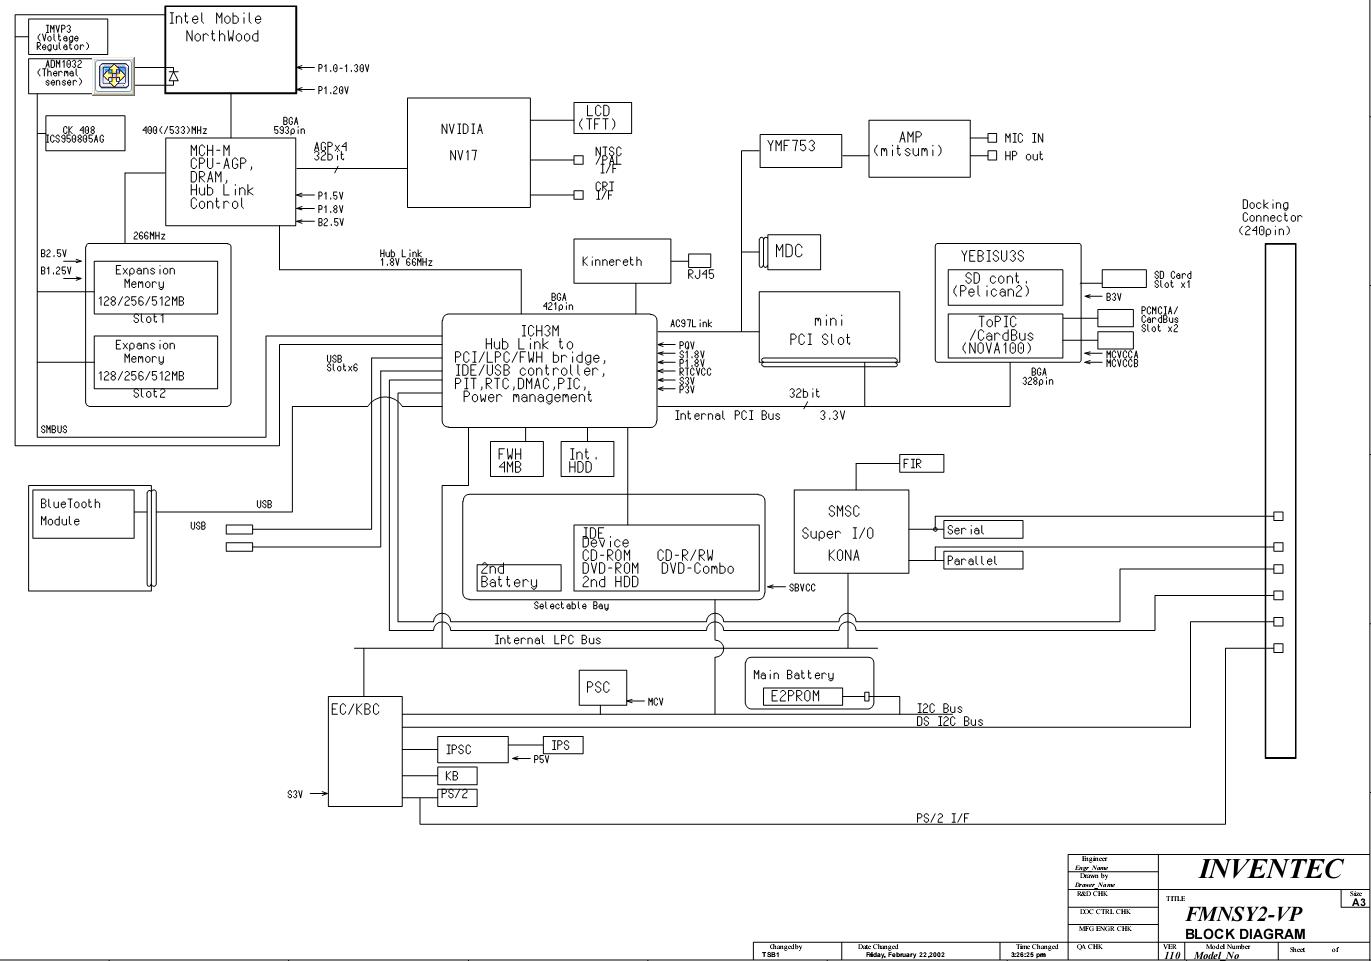 IMVP3
(Voltage
Regulator)
ADM1032
(Thermal
senser)
CK 408
ICS950805AG
Intel Mobile
NorthWood
P1.0-1.30V
P1.20V
400(/533)MHz
BGA
593pin
MCH-M
CPU-AGP,
DRAM,
Hub Link
Control
AGPx4
32bit
P1.5V
P1.8V
B2.5V
NVIDIA
NV17
LCD
(TFT)
NTSC
/PAL
I/F
CRT
I/F
YMF753
AMP
(mitsumi)
MIC IN
HP out
Docking
Connector
(240pin)
266MHz
B2.5V
B1.25V
Expansion
Memory
128/256/512MB
Slot1
Expansion
Memory
128/256/512MB
Slot2
SMBUS
Hub Link
1.8V 66MHz
Kinnereth
RJ45
MDC
BGA
421pin
AC97Link
ICH3M
Hub Link to
PCI/LPC/FWH bridge,
IDE/USB controller,
PIT,RTC,DMAC,PIC,
Power management
USB
Slotx6
PQV
S1.8V
P1.8V
RTCVCC
S3V
P3V
mini
PCI Slot
YEBISU3S
SD cont.
(Pelican2)
ToPIC
/CardBus
(NOVA100)
SD Card
Slot x1
B3V
PCMCIA/
CardBus
Slot x2
MCVCCA
MCVCCB
BGA
328pin
32bit
Internal PCI Bus
3.3V
FWH
4MB
Int.
HDD
BlueTooth
Module
USB
USB
2nd
Battery
IDE
Device
CD-ROM CD-R/RW
DVD-ROM DVD-Combo
2nd HDD
SBVCC
Selectable Bay
FIR
SMSC
Super I/O
KONA
Serial
Parallel
Internal LPC Bus
Main Battery
E2PROM
PSC
MCV
EC/KBC
I2C Bus
DS I2C Bus
IPSC
IPS
P5V
KB
PS/2
S3V
PS/2 I/F
Engineer
Engr_Name
Drawn by
Drawer_Name
R&D CHK
DOC CTRL CHK
MFG ENGR CHK
QA CHK
INVENTEC
TITLE
FMNSY2-VP
BLOCK DIAGRAM
Size
A3
VER
110
Model Number
Model_No
Sheet of
Changed by
TSB1
Date Changed
Friday, February 22,2002
Time Changed
3:26:25 pm